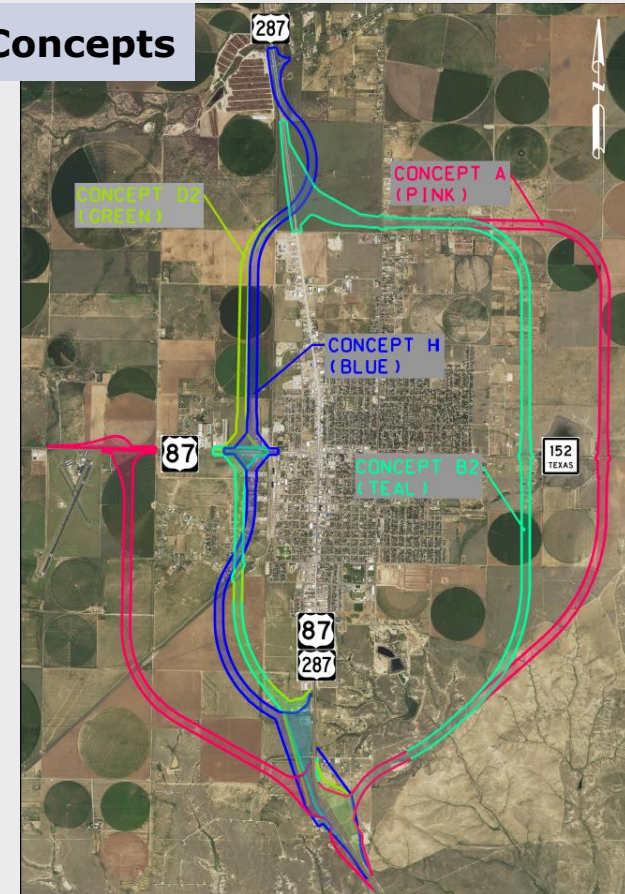 Concepts
287
CONCEPT A
(PINK)
CONCEPT D2
(GREEN)
CONCEPT H
(BLUE)
87
152
TEXAS
CONCEPT B2
(TEAL)
87
287
N